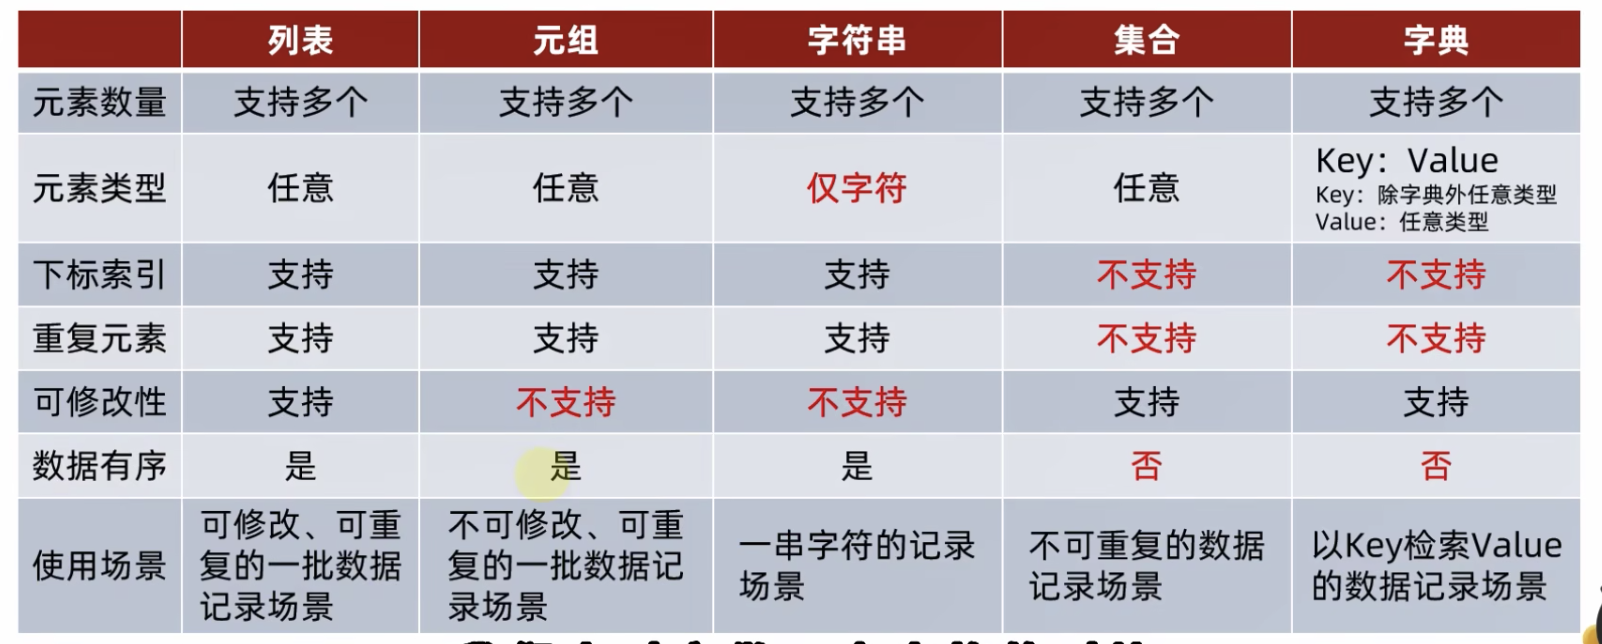 列表 元组 字符串 集合 字典
元素数量 支持多个 支持多个 支持多个 支持多个 支持多个
元素类型 任意 任意 仅字符 任意 Key：Value
Key：除字典外任意类型
Value：任意类型
下标索引 支持 支持 支持 不支持 不支持
重复元素 支持 支持 支持 不支持 不支持
可修改性 支持 不支持 不支持 支持 支持
数据有序 是 是 是 否 否
使用场景
可修改、可重
复的一批数据
记录场景
不可修改、可重
复的一批数据记
录场景
一串字符的记录
场景
不可重复的数据
记录场景
以Key检索Value
的数据记录场景